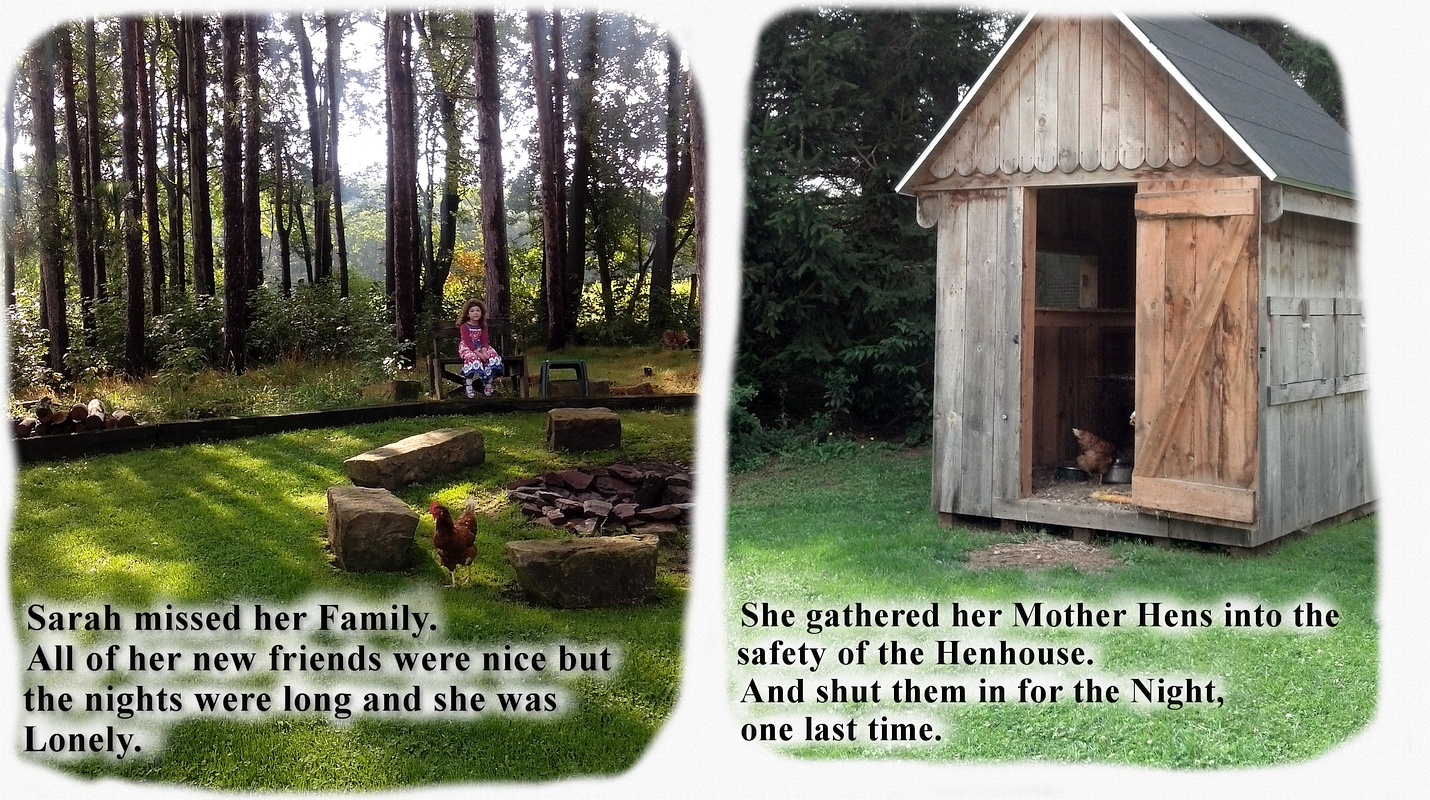 Sarah missed her Family.
All of her new friends were nice but
the nights were long and she was
Lonely.
She gathered her Mother Hens into the
safety of the Henhouse.
And shut them in for the Night,
one last time.